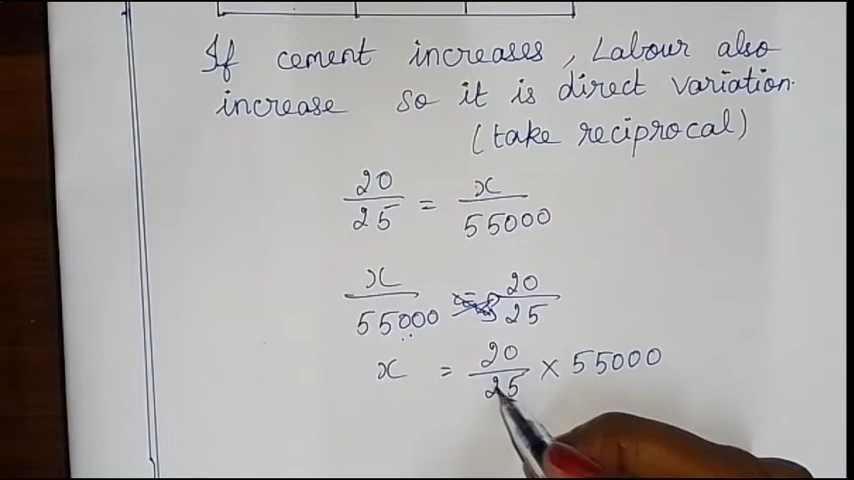 If cement increases, Labour also
increase so it is direct variation.
(take reciprocal)
20/25 = x/55000
x/55000 = 20/25
x = 20/25 × 55000